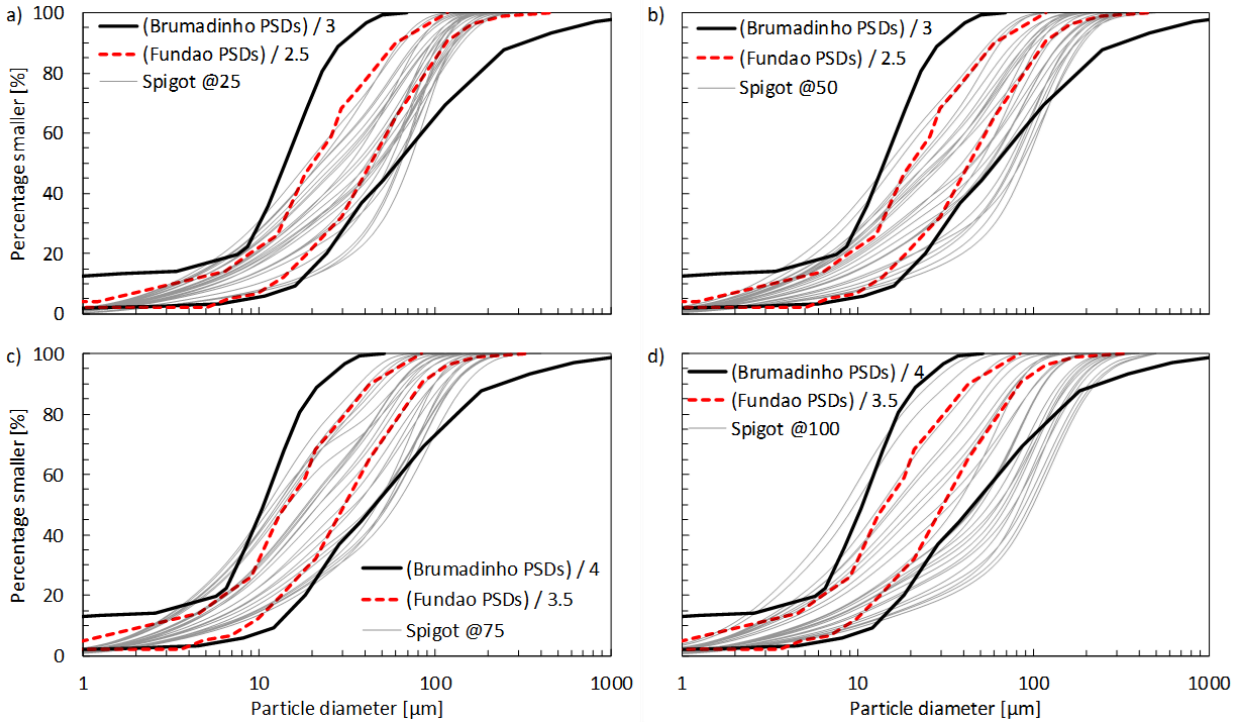 a)
(Brumadinho PSDs) / 3
(Fundao PSDs) / 2.5
Spigot @25
Percentage smaller [%]
100
80
60
40
20
0
b)
(Brumadinho PSDs) / 3
(Fundao PSDs) / 2.5
Spigot @50
c)
(Brumadinho PSDs) / 4
(Fundao PSDs) / 3.5
Spigot @75
Percentage smaller [%]
100
80
60
40
20
0
1 10 100 1000
Particle diameter [µm]
d)
(Brumadinho PSDs) / 4
(Fundao PSDs) / 3.5
Spigot @100
1 10 100 1000
Particle diameter [µm]